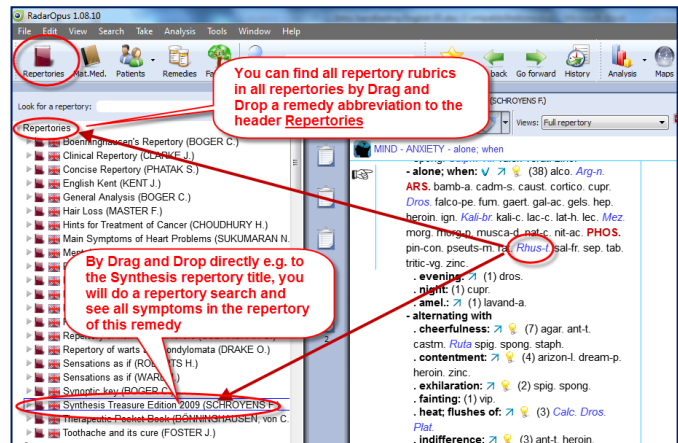 RadarOpus 1.08.10
File Edit View Search Take Analysis Tools Window Help
Repertories Mat.Med. Patients Remedies back Go forward History Analysis Maps
You can find all repertory rubrics
in all repertories by Drag and
Drop a remedy abbreviation to the
header Repertories
Look for a repertory:
(SCHROYENS F.)
Views: Full repertory
Repertories
Boenninghausen's Repertory (BOGER C.)
Clinical Repertory (CLARKE J.)
Concise Repertory (PHATAK S.)
English Kent (KENT J.)
General Analysis (BOGER C.)
Hair Loss (MASTER F.)
Hints for Treatment of Cancer (CHOUDHURY H.)
Main Symptoms of Heart Problems (SUKUMARAN N.
By Drag and Drop directly e.g. to
the Synthesis repertory title, you
will do a repertory search and
see all symptoms in the repertory
of this remedy
Repertory of warts condylomata (DRAKE O.)
Sensations as if (ROBERTS H.)
Sensations as if (WARD
Synoptic key (BOGER C.)
Synthesis Treasure Edition 2009 (SCHROYENS F.)
Therapeutic Pocket Book (BÖNNINGHAUSEN, von C.
Toothache and its cure (FOSTER J.)
2
MIND - ANXIETY - alone; when
- alone; when: (38) alco. Arg-n.
ARS. bamb-a. cadm-s. caust. cortico. cupr.
Dros. falco-pe. fum. gaert. gal-ac. gels. hep.
heroin. ign. Kali-br. kali-c. lac-c. lat-h. lec. Mez.
morg. morg-p. musca-d. nat-c. nit-ac. PHOS.
pin-con. pseuts-m. rat. Rhus-t. sal-fr. sep. tab.
tritic-vg. zinc.
. evening: (1) dros.
. night: (1) cupr.
. amel.: (1) lavand-a.
- alternating with
. cheerfulness: (7) agar. ant-t.
castm. Ruta spig. spong. staph.
. contentment: (4) arizon-l. dream-p.
heroin. zinc.
. exhilaration: (2) spig. spong.
. fainting: (1) vip.
. heat; flushes of: (3) Calc. Dros.
Plat.
. indifference: (3) ant-t. heroin.